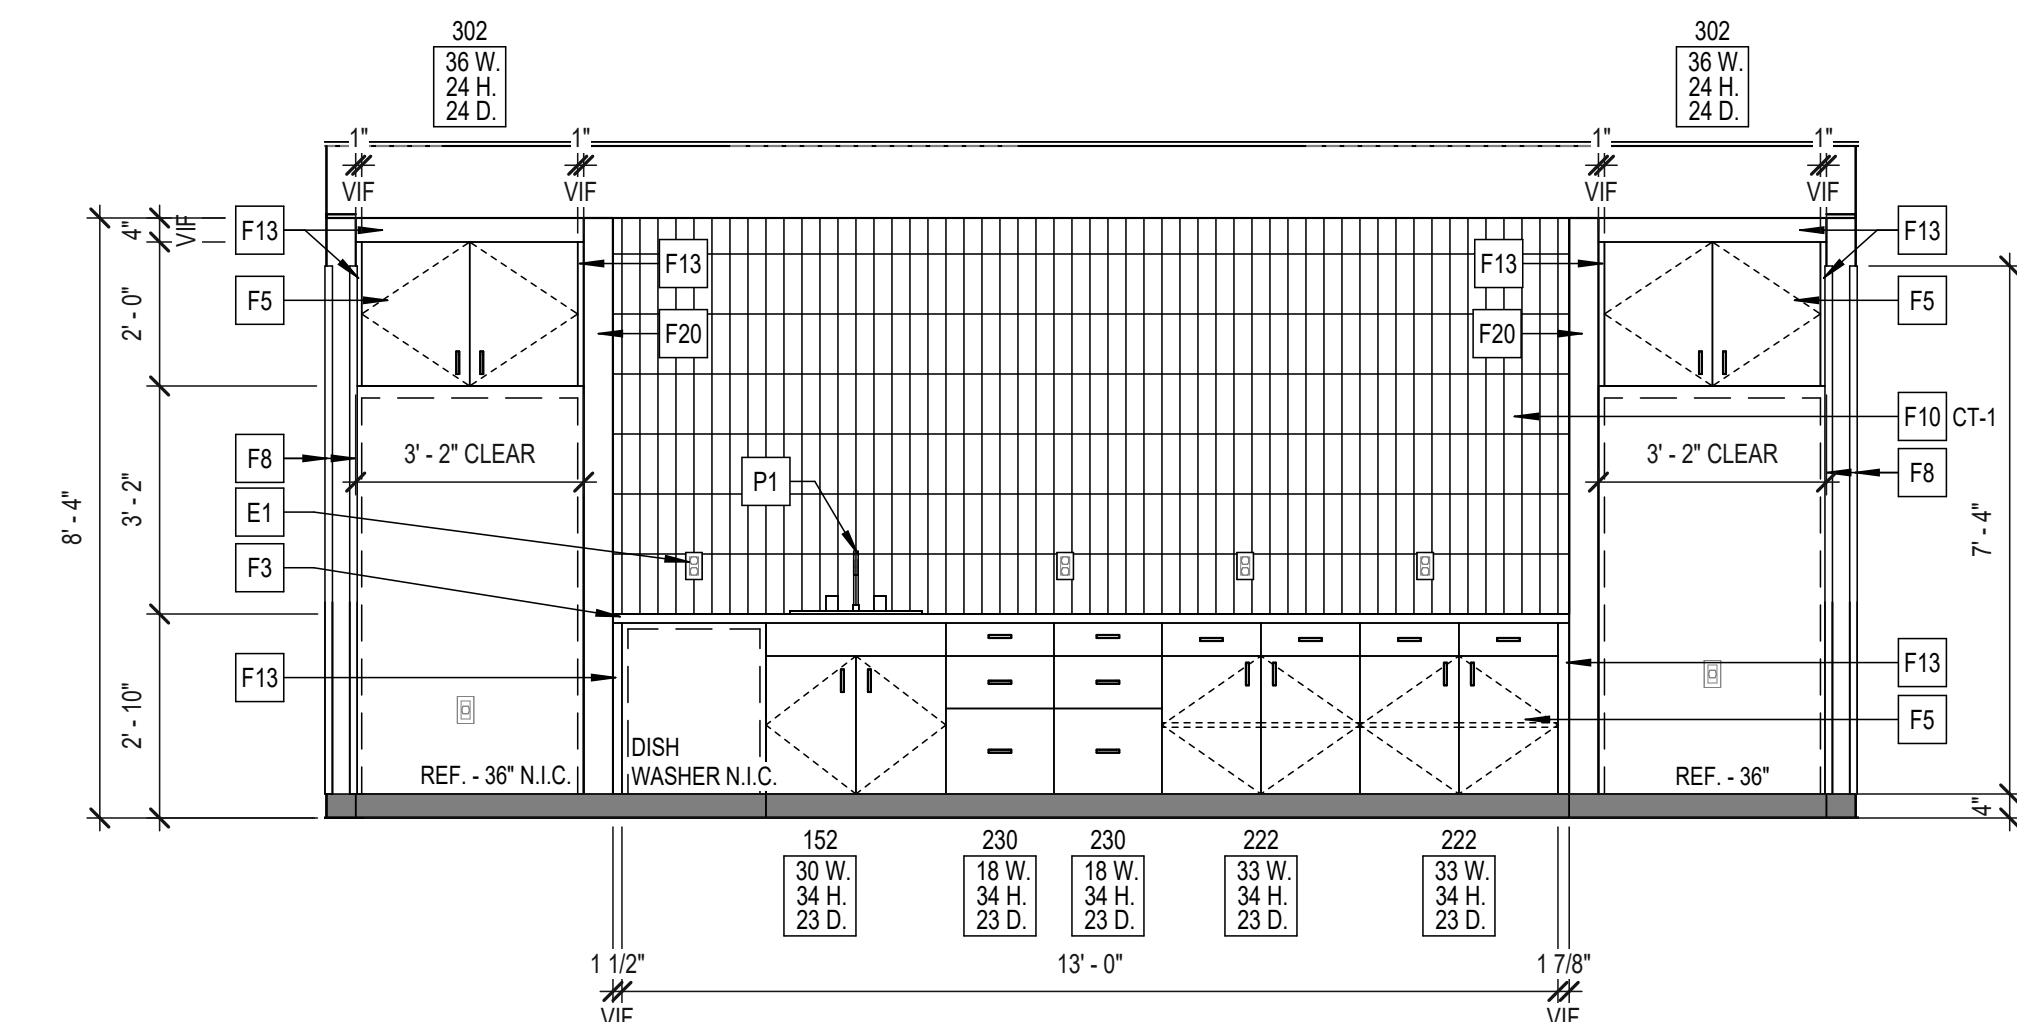 302
36 W.
24 H.
24 D.
302
36 W.
24 H.
24 D.
1" 1" 1" 1"
VIF VIF VIF VIF
4"
VIF
F13
F13
F13
F13
F5
F5
2' - 0"
F20
F20
F10 CT-1
F8
3' - 2" CLEAR
3' - 2" CLEAR
F8
P1
8' - 4"
3' - 2"
E1
7' - 4"
F3
F13
F13
2' - 10"
F5
DISH
WASHER N.I.C.
REF. - 36" N.I.C.
REF. - 36"
4"
152
30 W.
34 H.
23 D.
230
18 W.
34 H.
23 D.
230
18 W.
34 H.
23 D.
222
33 W.
34 H.
23 D.
222
33 W.
34 H.
23 D.
1 1/2" 13' - 0" 1 7/8"
VIF VIF